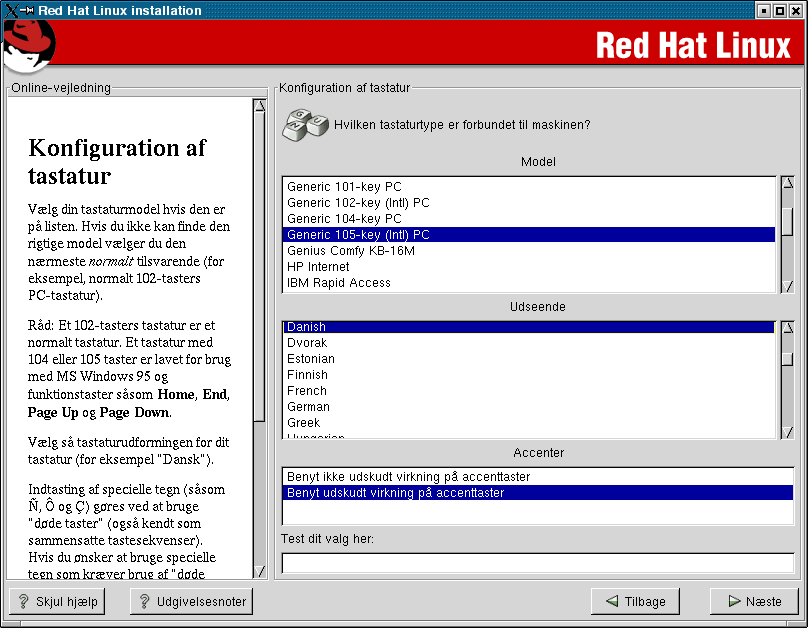 Red Hat Linux installation
Red Hat Linux
Online-vejledning
Konfiguration af
tastatur
Vælg din tastaturmodel hvis den er
på listen. Hvis du ikke kan finde den
rigtige model vælger du den
nærmeste normalt tilsvarende (for
eksempel, normalt 102-tasters
PC-tastatur).
Råd: Et 102-tasters tastatur er et
normalt tastatur. Et tastatur med
104 eller 105 taster er lavet for brug
med MS Windows 95 og
funktionstaster såsom Home, End,
Page Up og Page Down.
Vælg så tastaturudformingen for dit
tastatur (for eksempel "Dansk").
Indtasting af specielle tegn (såsom
Ñ, Ô og Ç) gøres ved at bruge
"døde taster" (også kendt som
sammensatte tastesekvenser).
Hvis du ønsker at bruge specielle
tegn som kræver brug af "døde
Konfiguration af tastatur
Hvilken tastaturtype er forbundet til maskinen?
Model
Generic 101-key PC
Generic 102-key (Intl) PC
Generic 104-key PC
Generic 105-key (Intl) PC
Genius Comfy KB-16M
HP Internet
IBM Rapid Access
Udseende
Danish
Dvorak
Estonian
Finnish
French
German
Greek
Hungarian
Accenter
Benyt ikke udskudt virkning på accenttaster
Benyt udskudt virkning på accenttaster
Test dit valg her:
Skjul hjælp
Udgivelsesnoter
Tilbage
Næste